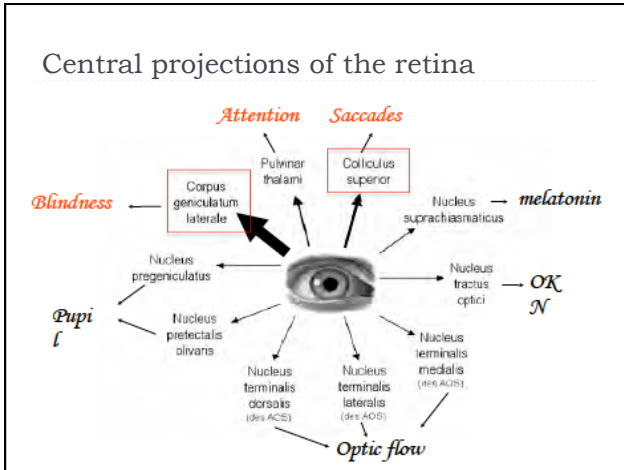 Central projections of the retina
Attention
Saccades
Blindness
Corpus
geniculatum
laterale
Pulvinar
thalami
Colliculus
superior
Nucleus
suprachiasmaticus
melatonin
Nucleus
pregeniculatus
Nucleus
tractus
optici
OK
N
Pupi
l
Nucleus
pretectalis
olivaris
Nucleus
terminalis
dorsalis
(des AOS)
Nucleus
terminalis
lateralis
(des AOS)
Nucleus
terminalis
medialis
(des AOS)
Optic flow